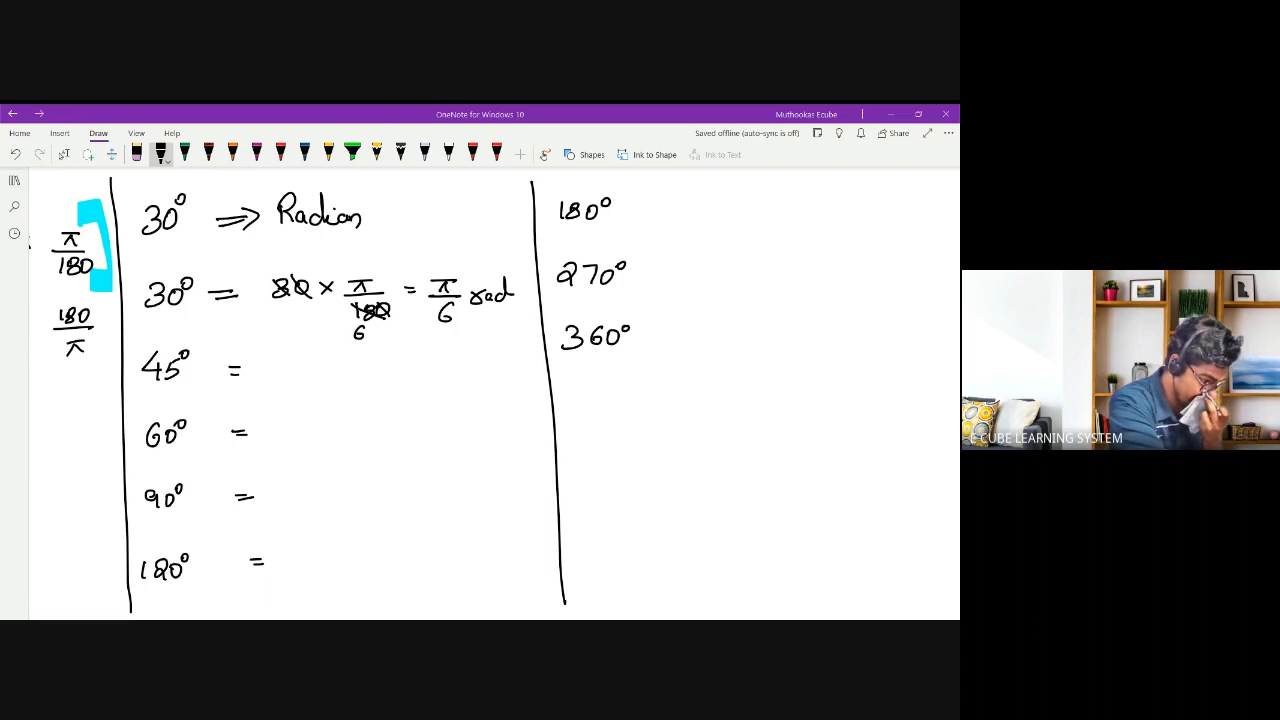 OneNote for Windows 10
Muthookas Ecube
Home Insert Draw View Help
Saved offline (auto-sync is off)
Share
Shapes
Ink to Shape
Ink to Text
π/180
180/π
30° ⇒ Radian
30° = 30 × π/180 = π/6 rad
6
45° =
60° =
90° =
180° =
180°
270°
360°
E CUBE LEARNING SYSTEM